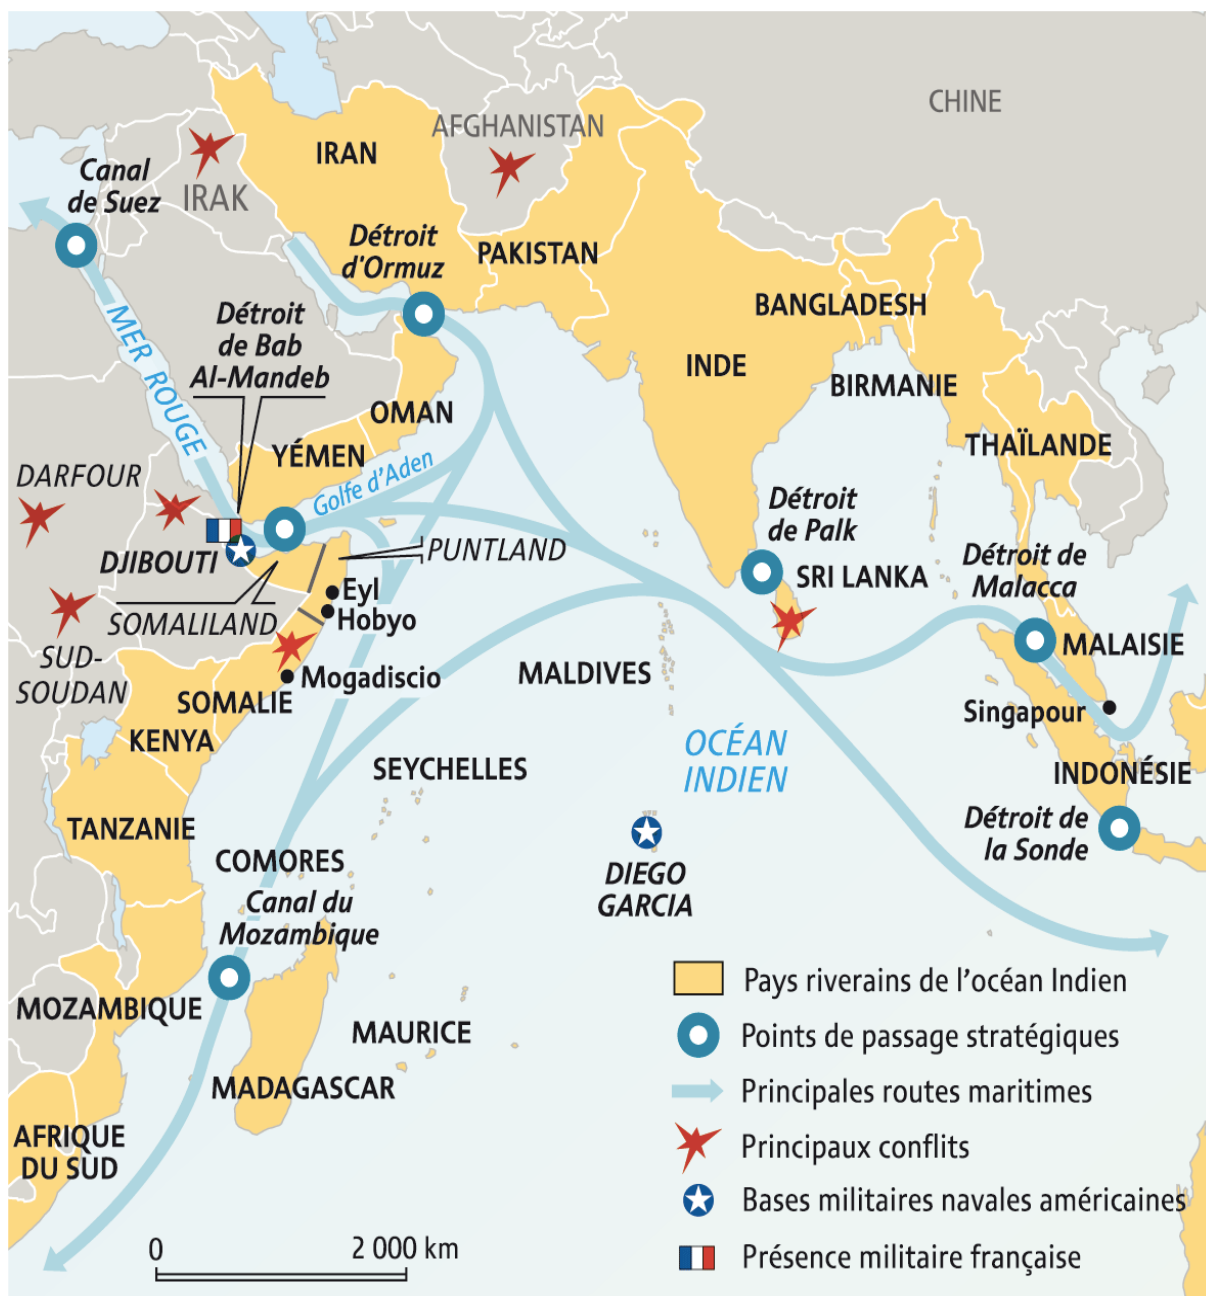 CHINE
AFGHANISTAN
IRAN
Canal
de Suez
IRAK
Détroit
d'Ormuz
PAKISTAN
MER ROUGE
Détroit
de Bab
Al-Mandeb
BANGLADESH
INDE
BIRMANIE
OMAN
YÉMEN
THAÏLANDE
Golfe d'Aden
DARFOUR
Détroit
de Palk
DJIBOUTI
PUNTLAND
Détroit de
Malacca
SRI LANKA
Eyl
Hobyo
SOMALILAND
SUD-
SOUDAN
MALAISIE
MALDIVES
Mogadiscio
SOMALIE
Singapour
KENYA
OCÉAN
INDIEN
SEYCHELLES
INDONÉSIE
TANZANIE
Détroit de
la Sonde
COMORES
DIEGO
GARCIA
Canal du
Mozambique
MOZAMBIQUE
MAURICE
MADAGASCAR
AFRIQUE
DU SUD
Pays riverains de l'océan Indien
Points de passage stratégiques
Principales routes maritimes
Principaux conflits
Bases militaires navales américaines
Présence militaire française
0 2 000 km